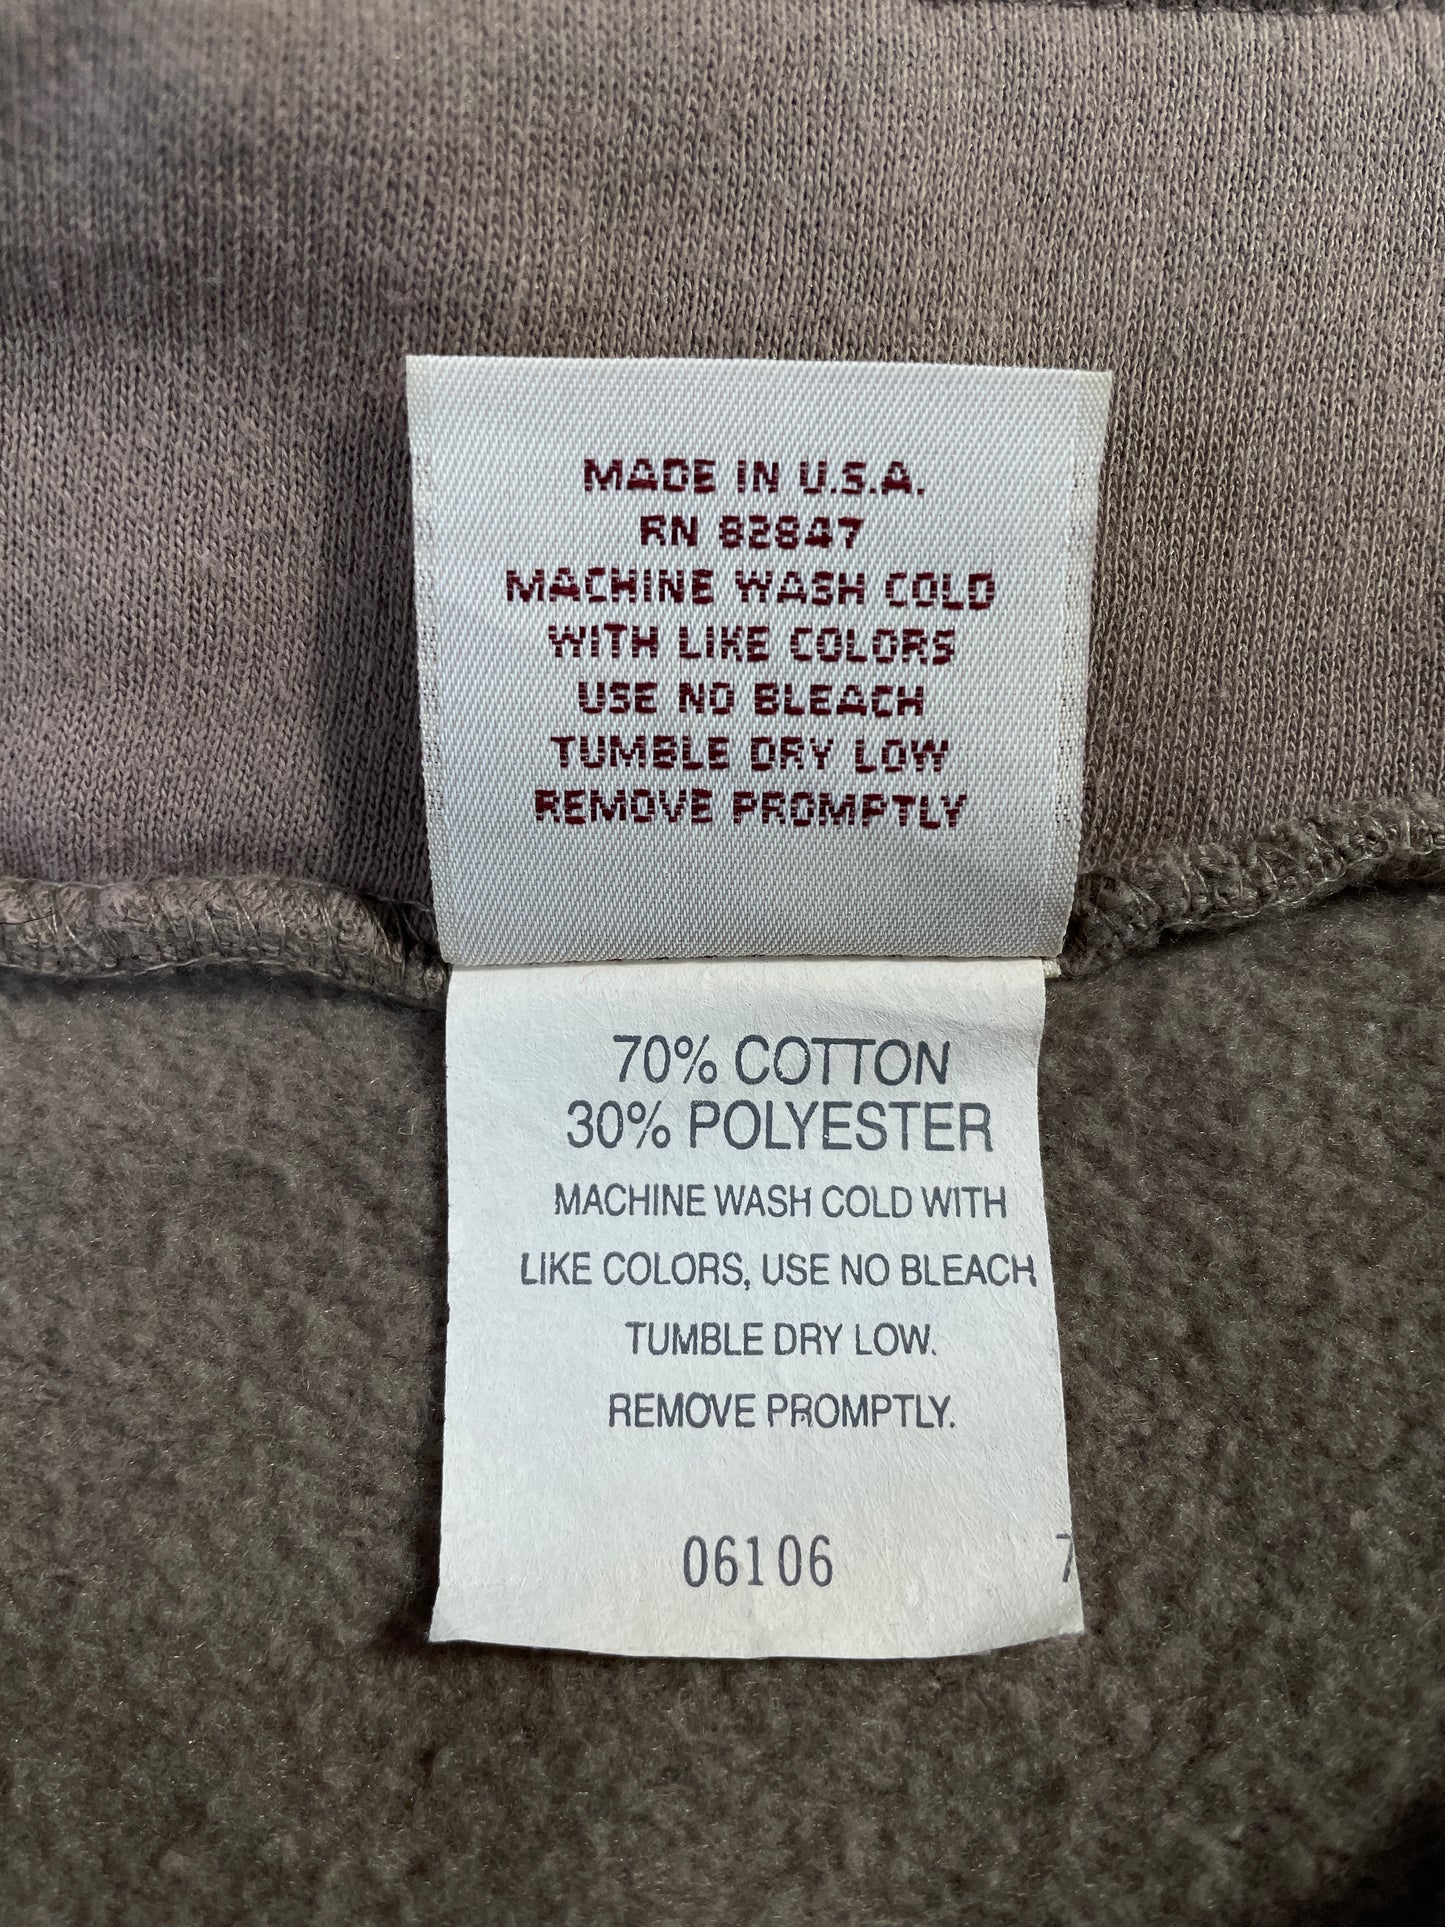 MADE IN U.S.A.
RN 82847
MACHINE WASH COLD
WITH LIKE COLORS
USE NO BLEACH
TUMBLE DRY LOW
REMOVE PROMPTLY
70% COTTON
30% POLYESTER
MACHINE WASH COLD WITH
LIKE COLORS, USE NO BLEACH
TUMBLE DRY LOW.
REMOVE PROMPTLY.
06106 7